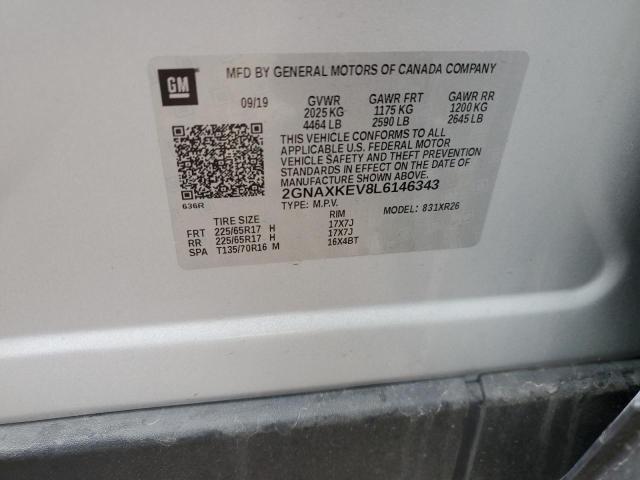 GM
MFD BY GENERAL MOTORS OF CANADA COMPANY
09/19 GVWR GAWR FRT GAWR RR
2025 KG 1175 KG 1200 KG
4464 LB 2590 LB 2645 LB
THIS VEHICLE CONFORMS TO ALL
APPLICABLE U.S. FEDERAL MOTOR
VEHICLE SAFETY AND THEFT PREVENTION
STANDARDS IN EFFECT ON THE DATE OF
MANUFACTURE SHOWN ABOVE.
2GNAXKEV8L6146343
636R TYPE: M.P.V. MODEL: 831XR26
TIRE SIZE RIM
FRT 225/65R17 H 17X7J
RR 225/65R17 H 17X7J
SPA T135/70R16 M 16X4BT